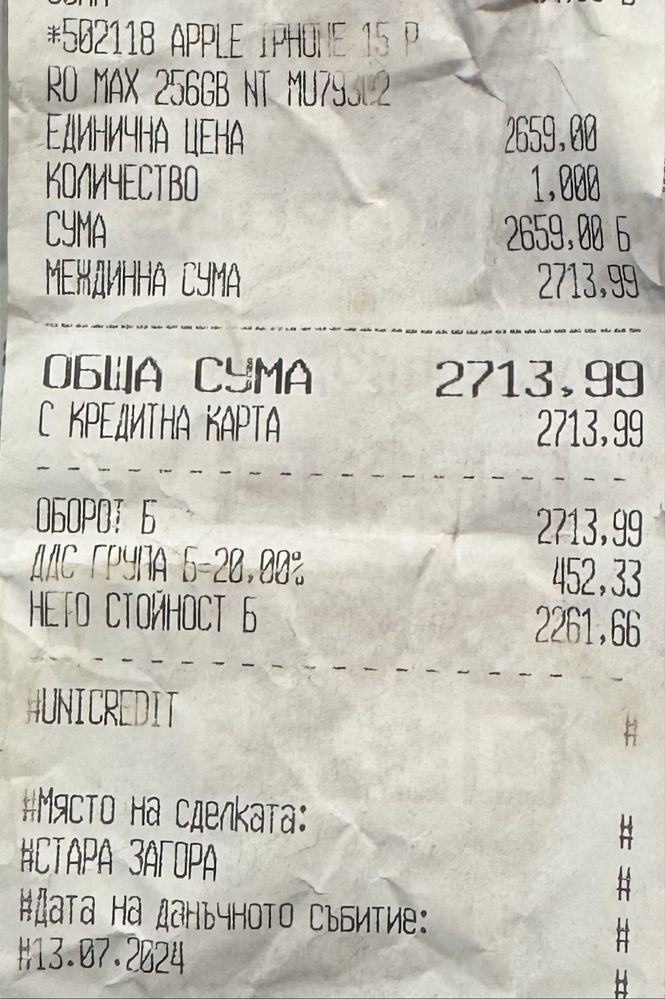 *502118 APPLE IPHONE 15 P
RO MAX 256GB NT
ЕДИНИЧНА ЦЕНА 2659,00
КОЛИЧЕСТВО 1,000
СУМА 2659,00 Б
МЕЖДИННА СУМА 2713,99
ОБЩА СУМА 2713,99
С КРЕДИТНА КАРТА 2713,99
ОБОРОТ Б 2713,99
ДДС ГРУПА Б=20,00% 452,33
НЕТО СТОЙНОСТ Б 2261,66
#UNICREDIT #
#Място на сделката: #
#СТАРА ЗАГОРА #
#Дата на данъчното събитие: #
#13.07.2024 #